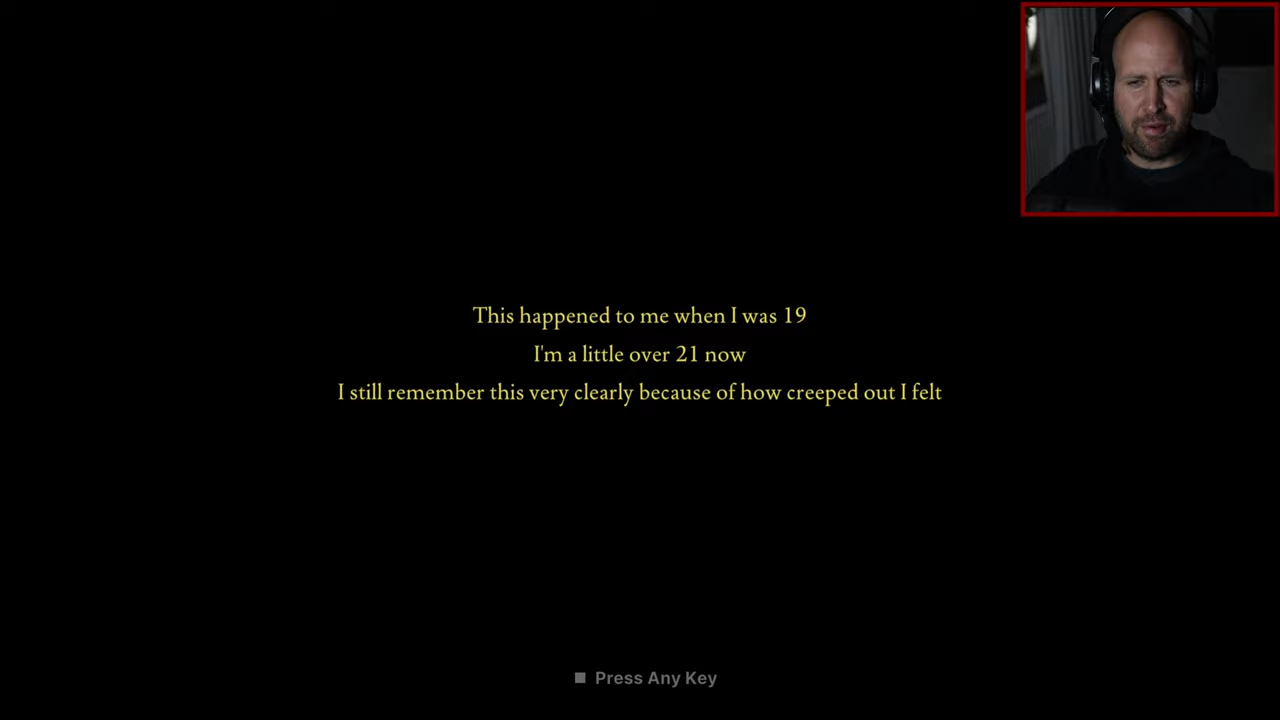 This happened to me when I was 19
I'm a little over 21 now
I still remember this very clearly because of how creeped out I felt
Press Any Key